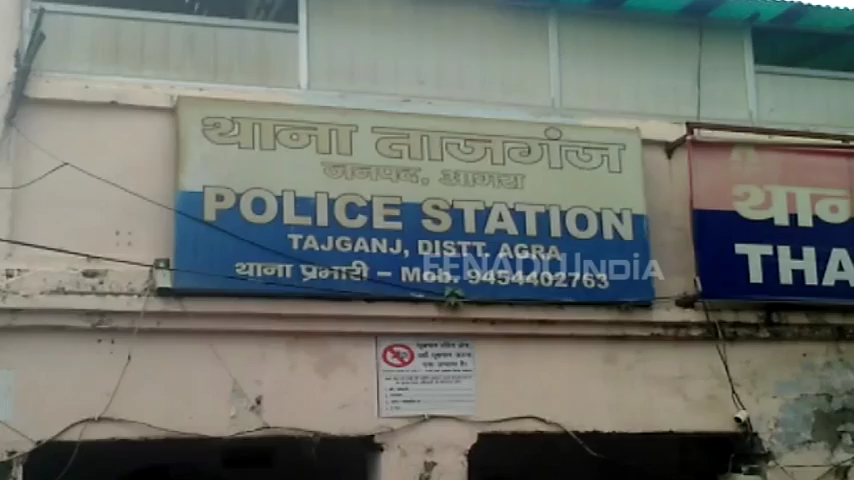 थाना ताजगंज
जनपद, आगरा
POLICE STATION
TAJGANJ, DISTT. AGRA
थाना प्रभारी – Mob. 9454402763
EENADU INDIA
थान
THA